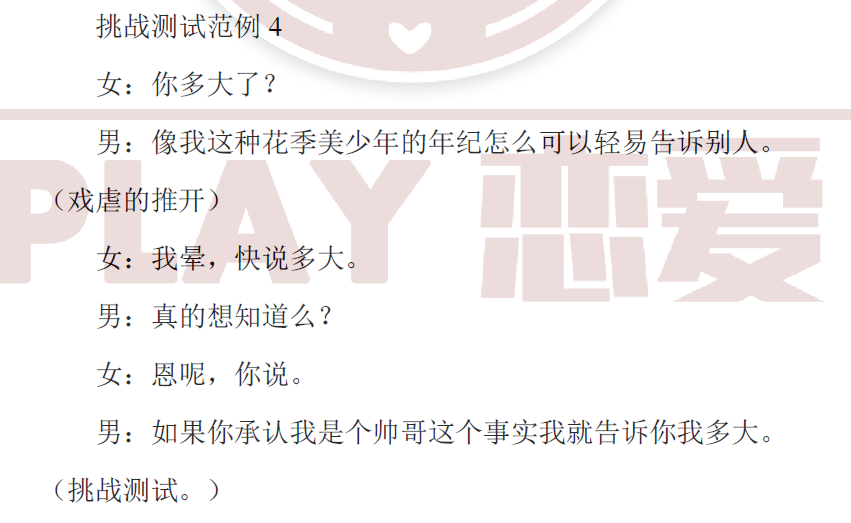 挑战测试范例 4
女：你多大了？
男：像我这种花季美少年的年纪怎么可以轻易告诉别人。
（戏虐的推开）
女：我晕，快说多大。
男：真的想知道么？
女：恩呢，你说。
男：如果你承认我是个帅哥这个事实我就告诉你我多大。
（挑战测试。）
PLAY 恋爱